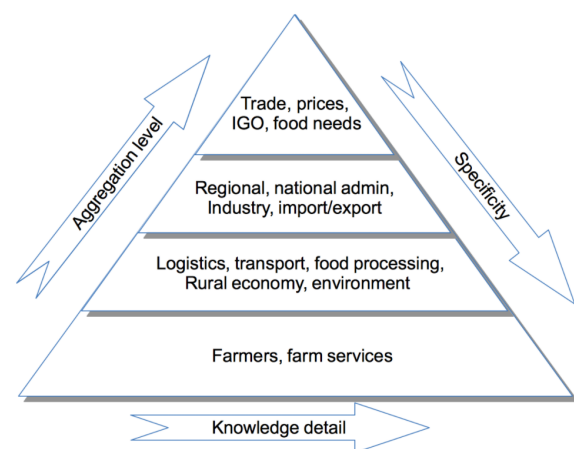 Trade, prices,
IGO, food needs
Aggregation level
Specificity
Regional, national admin,
Industry, import/export
Logistics, transport, food processing,
Rural economy, environment
Farmers, farm services
Knowledge detail